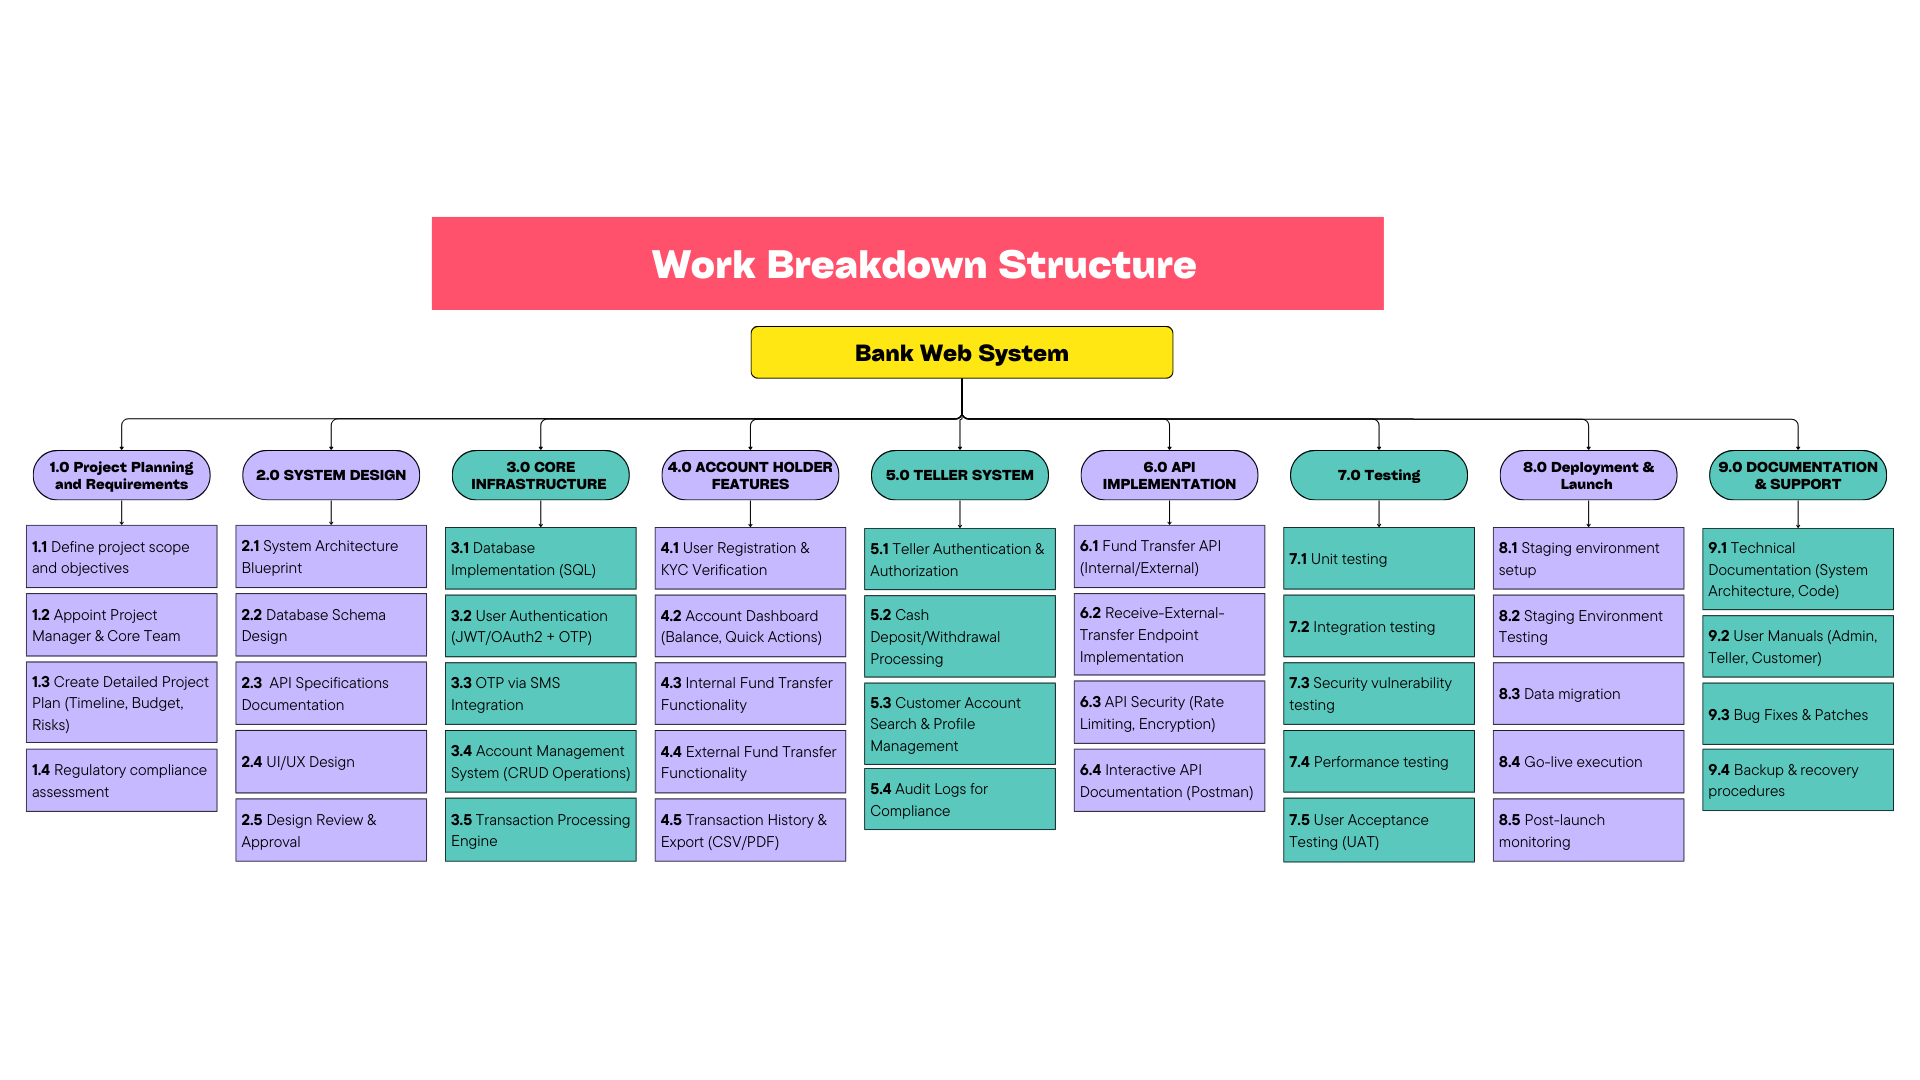 Work Breakdown Structure
Bank Web System
1.0 Project Planning
and Requirements
1.1 Define project scope
and objectives
1.2 Appoint Project
Manager & Core Team
1.3 Create Detailed Project
Plan (Timeline, Budget,
Risks)
1.4 Regulatory compliance
assessment
2.0 SYSTEM DESIGN
2.1 System Architecture
Blueprint
2.2 Database Schema
Design
2.3 API Specifications
Documentation
2.4 UI/UX Design
2.5 Design Review &
Approval
3.0 CORE
INFRASTRUCTURE
3.1 Database
Implementation (SQL)
3.2 User Authentication
(JWT/OAuth2 + OTP)
3.3 OTP via SMS
Integration
3.4 Account Management
System (CRUD Operations)
3.5 Transaction Processing
Engine
4.0 ACCOUNT HOLDER
FEATURES
4.1 User Registration &
KYC Verification
4.2 Account Dashboard
(Balance, Quick Actions)
4.3 Internal Fund Transfer
Functionality
4.4 External Fund Transfer
Functionality
4.5 Transaction History &
Export (CSV/PDF)
5.0 TELLER SYSTEM
5.1 Teller Authentication &
Authorization
5.2 Cash
Deposit/Withdrawal
Processing
5.3 Customer Account
Search & Profile
Management
5.4 Audit Logs for
Compliance
6.0 API
IMPLEMENTATION
6.1 Fund Transfer API
(Internal/External)
6.2 Receive-External-
Transfer Endpoint
Implementation
6.3 API Security (Rate
Limiting, Encryption)
6.4 Interactive API
Documentation (Postman)
7.0 Testing
7.1 Unit testing
7.2 Integration testing
7.3 Security vulnerability
testing
7.4 Performance testing
7.5 User Acceptance
Testing (UAT)
8.0 Deployment &
Launch
8.1 Staging environment
setup
8.2 Staging Environment
Testing
8.3 Data migration
8.4 Go-live execution
8.5 Post-launch
monitoring
9.0 DOCUMENTATION
& SUPPORT
9.1 Technical
Documentation (System
Architecture, Code)
9.2 User Manuals (Admin,
Teller, Customer)
9.3 Bug Fixes & Patches
9.4 Backup & recovery
procedures